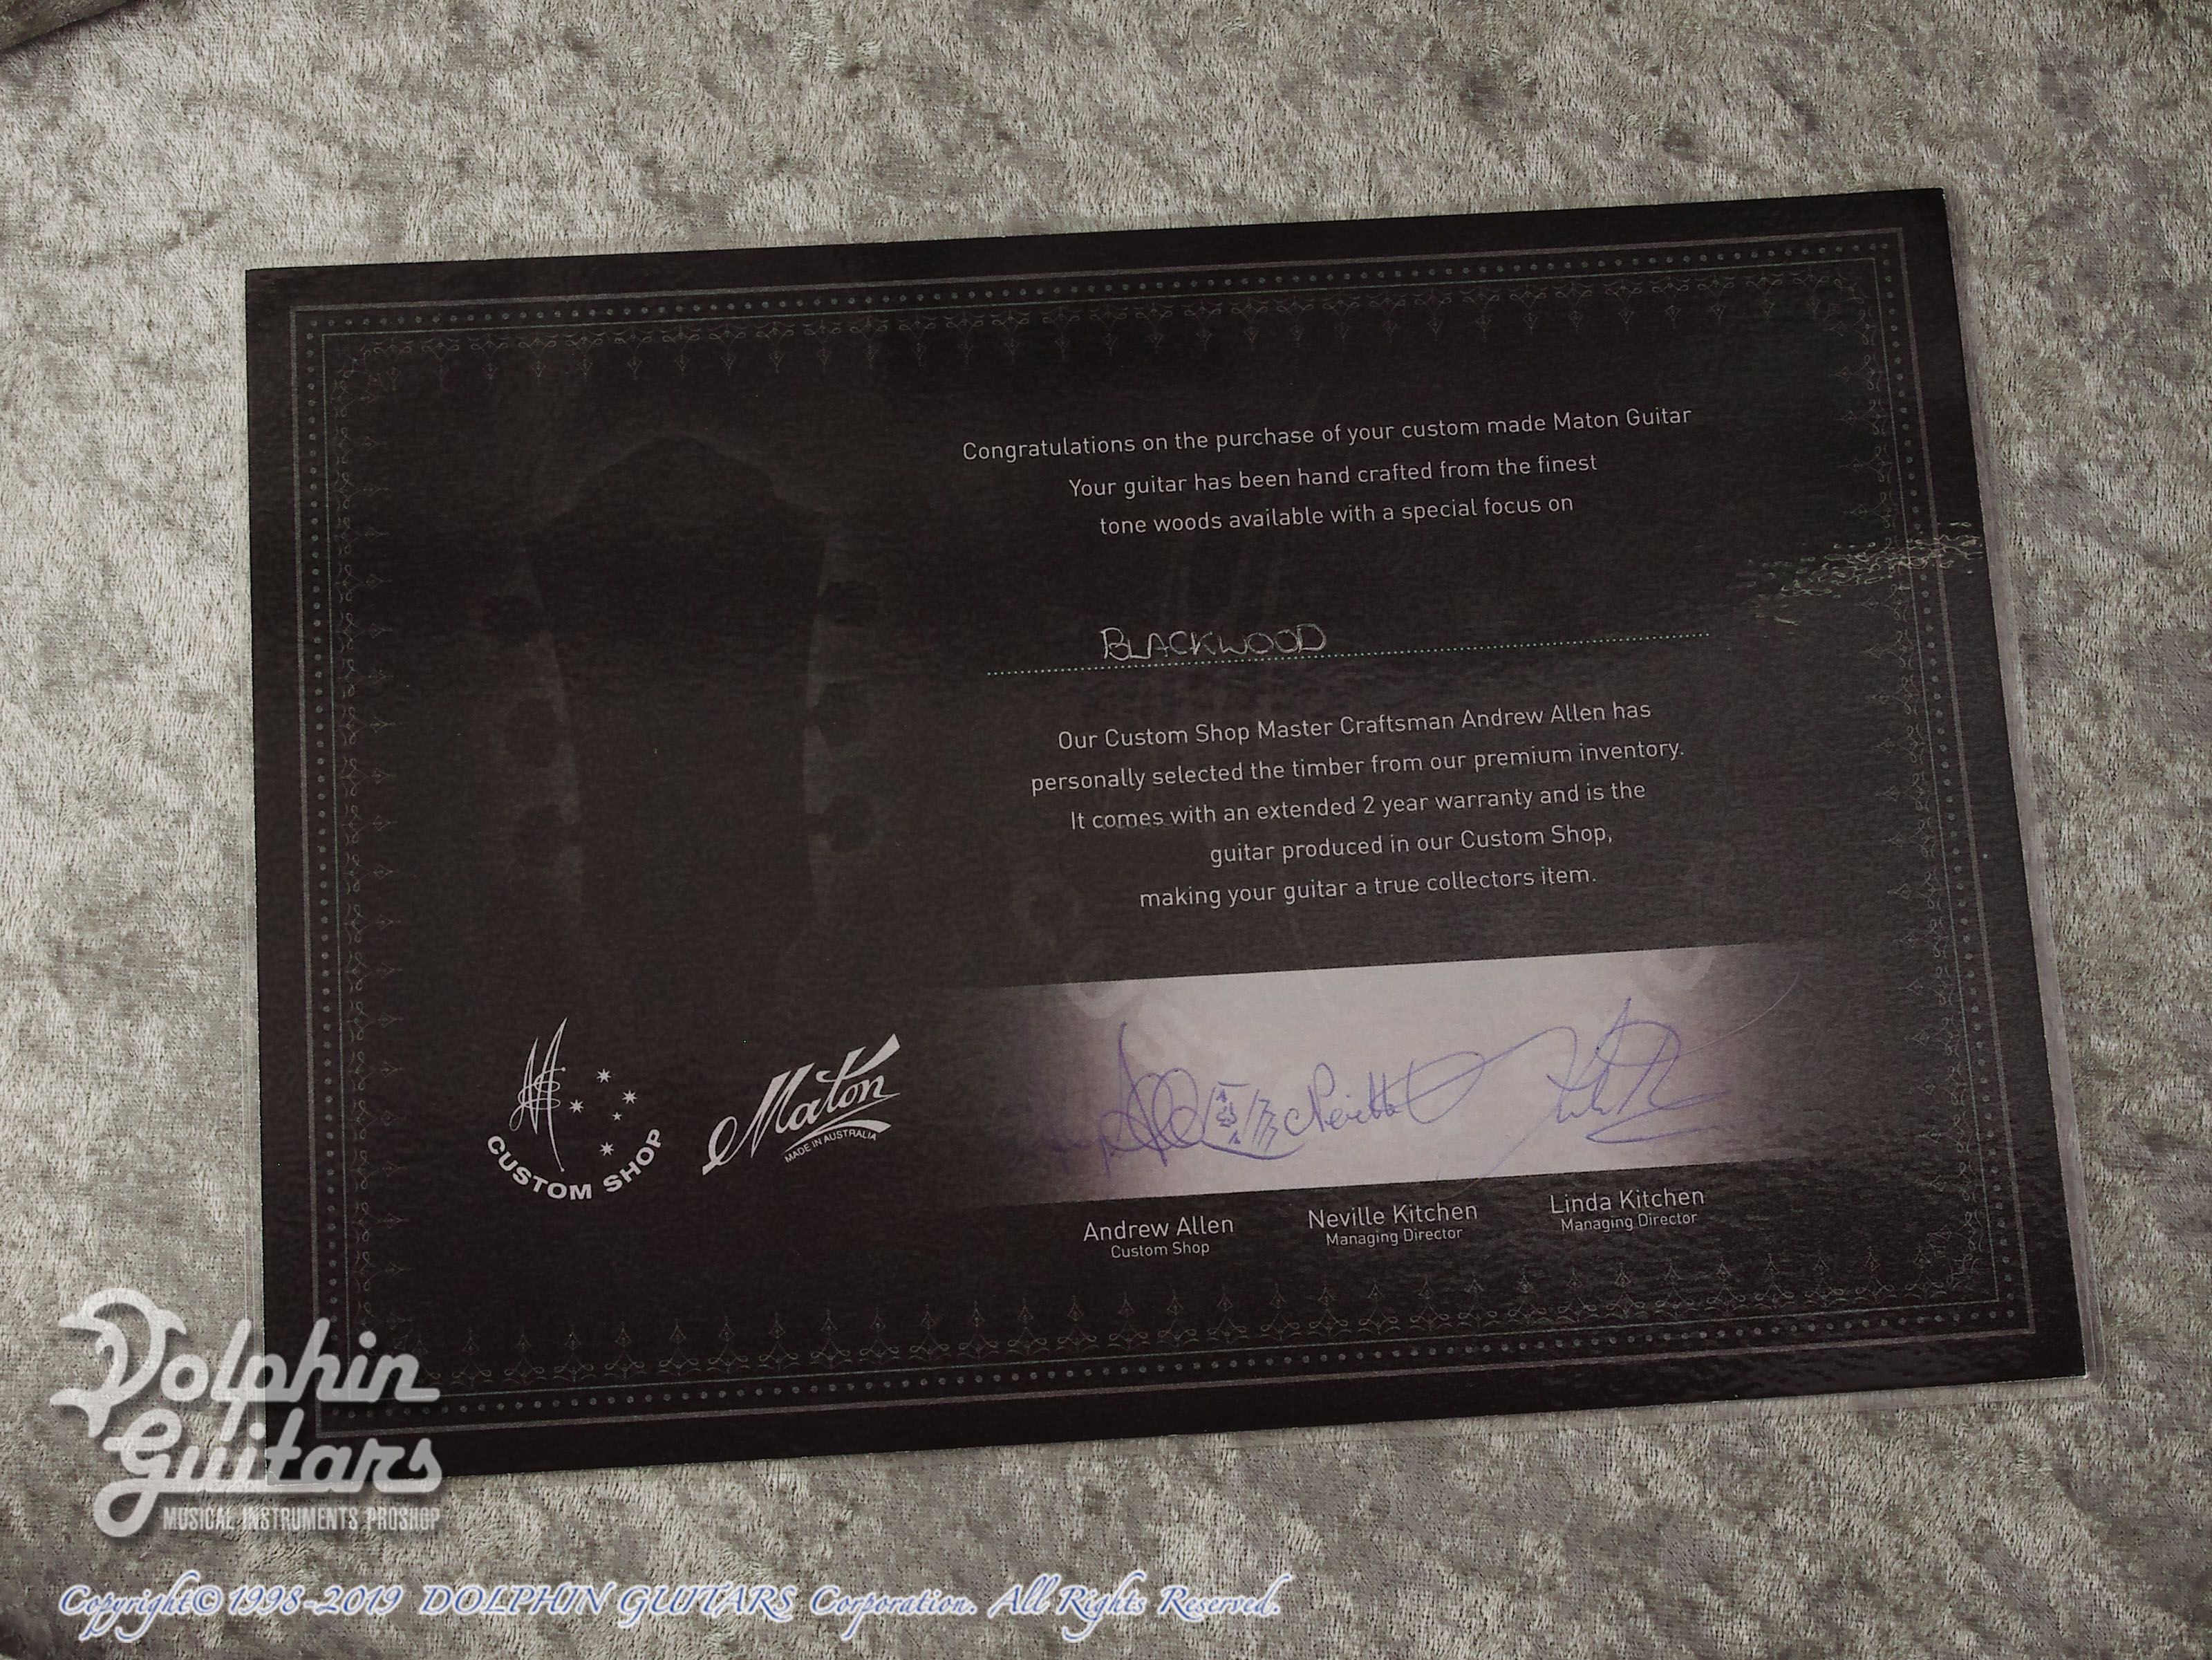 Congratulations on the purchase of your custom made Maton Guitar
Your guitar has been hand crafted from the finest
tone woods available with a special focus on
BLACKWOOD
Our Custom Shop Master Craftsman Andrew Allen has
personally selected the timber from our premium inventory.
It comes with an extended 2 year warranty and is the
guitar produced in our Custom Shop,
making your guitar a true collectors item.
CUSTOM SHOP
Maton
MADE IN AUSTRALIA
Andrew Allen
Custom Shop
Neville Kitchen
Managing Director
Linda Kitchen
Managing Director
Dolphin
Guitars
MUSICAL INSTRUMENTS PROSHOP
Copyright© 1998-2019 DOLPHIN GUITARS Corporation. All Rights Reserved.